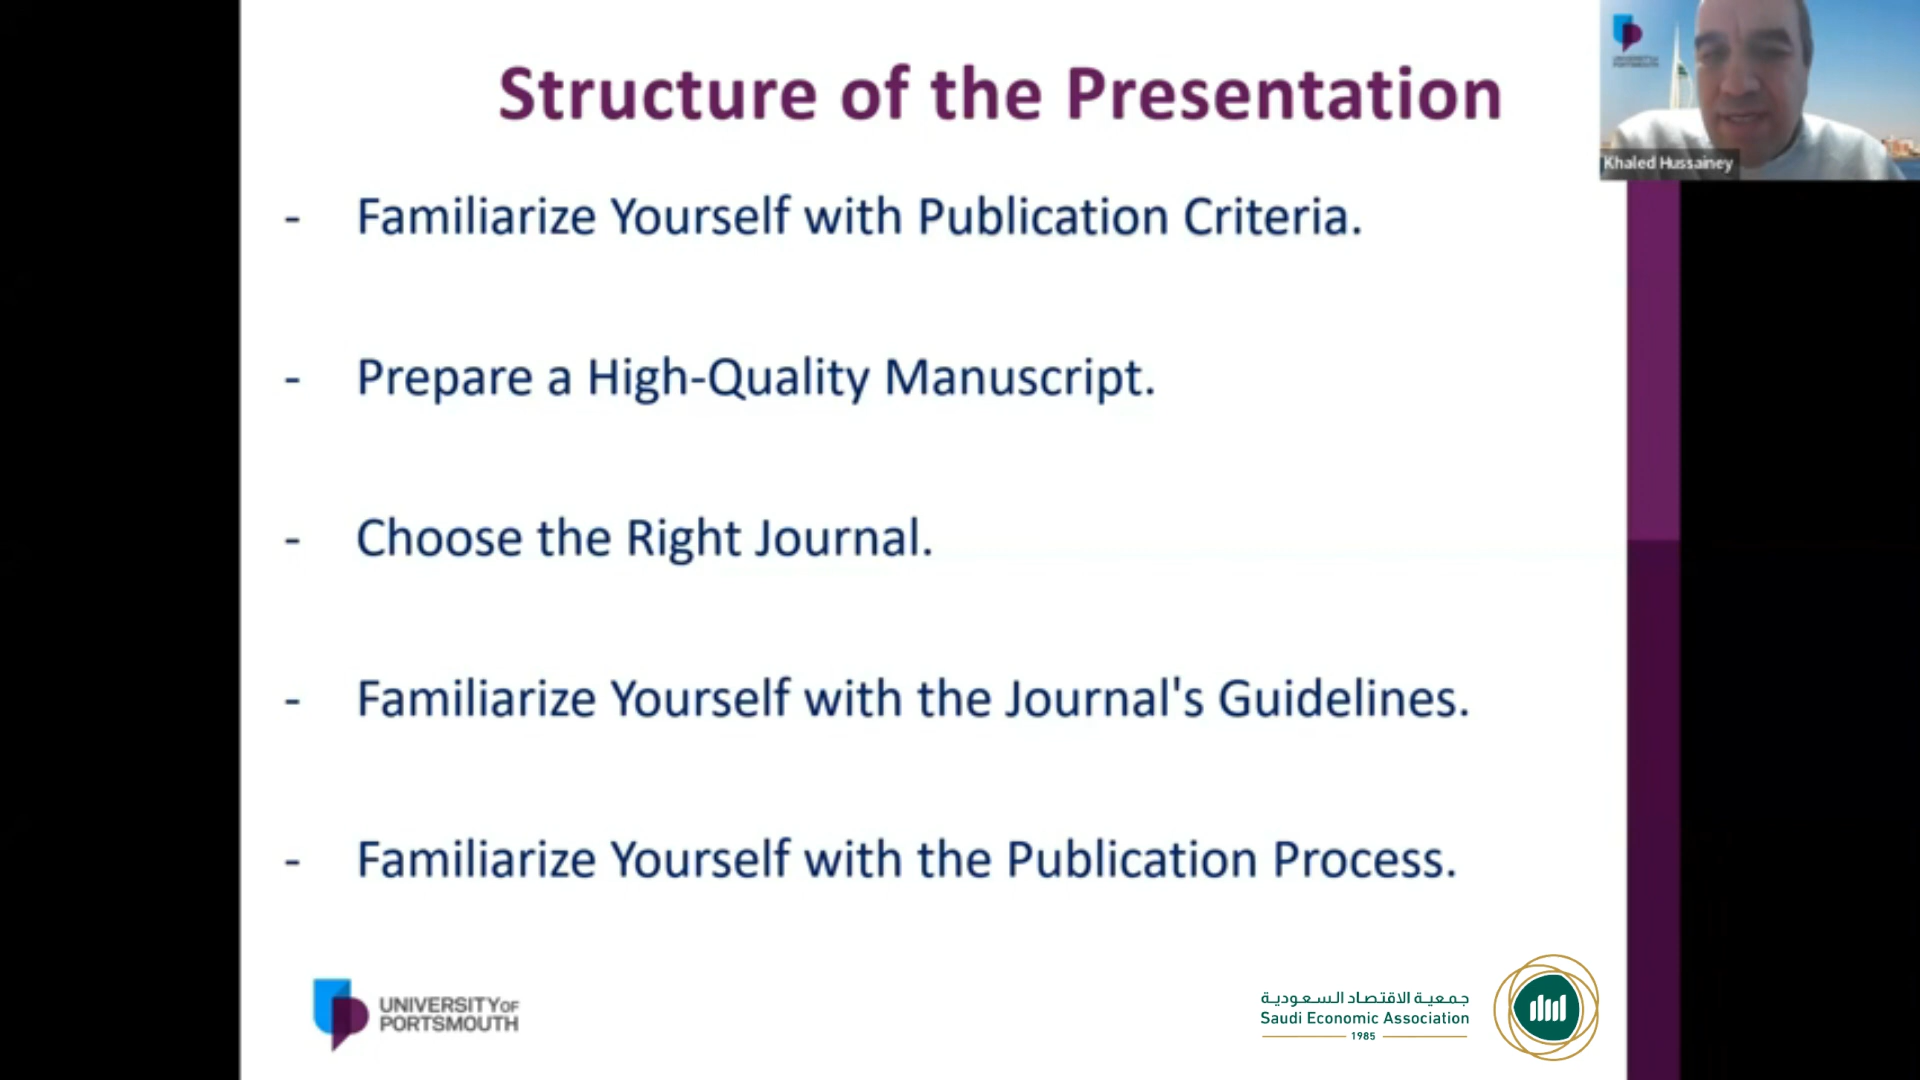 Structure of the Presentation
Khaled Hussainey
- Familiarize Yourself with Publication Criteria.
- Prepare a High-Quality Manuscript.
- Choose the Right Journal.
- Familiarize Yourself with the Journal's Guidelines.
- Familiarize Yourself with the Publication Process.
UNIVERSITY OF
PORTSMOUTH
جمعية الاقتصاد السعودية
Saudi Economic Association
1985